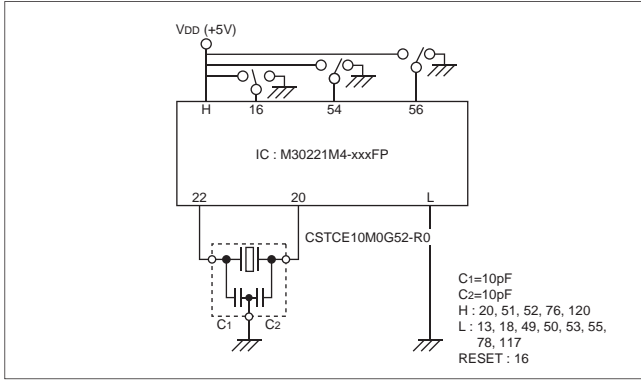 VDD (+5V)
H 16 54 56
IC : M30221M4-xxxFP
22 20 L
CSTCE10M0G52-R0
C1 C2
C1=10pF
C2=10pF
H : 20, 51, 52, 76, 120
L : 13, 18, 49, 50, 53, 55,
78, 117
RESET : 16